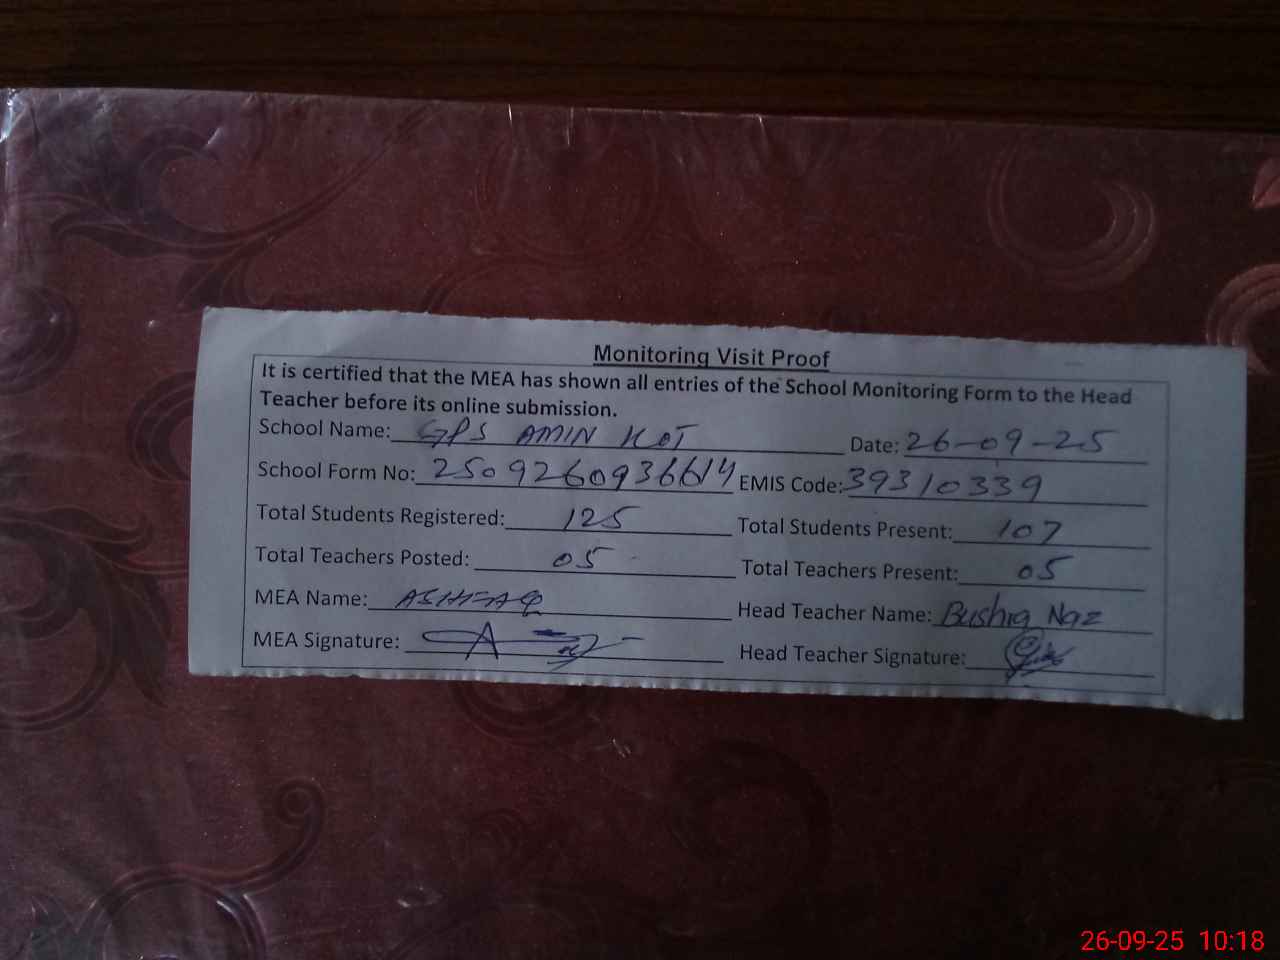 Monitoring Visit Proof
It is certified that the MEA has shown all entries of the School Monitoring Form to the Head
Teacher before its online submission.
School Name: GPS AMIN KOT Date: 26-09-25
School Form No: 2509260936614 EMIS Code: 39310339
Total Students Registered: 125 Total Students Present: 107
Total Teachers Posted: 05 Total Teachers Present: 05
MEA Name: ASHFAQ Head Teacher Name: Bushra Naz
MEA Signature: Head Teacher Signature:
26-09-25 10:18